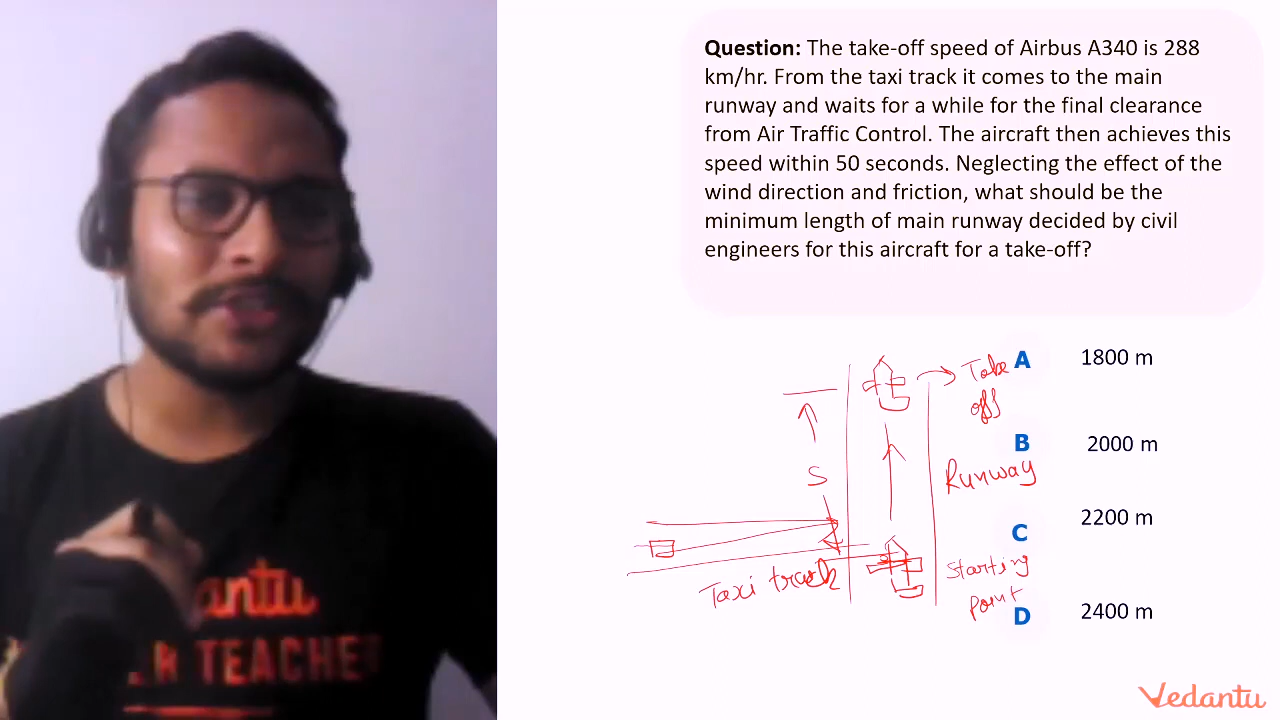 Question: The take-off speed of Airbus A340 is 288
km/hr. From the taxi track it comes to the main
runway and waits for a while for the final clearance
from Air Traffic Control. The aircraft then achieves this
speed within 50 seconds. Neglecting the effect of the
wind direction and friction, what should be the
minimum length of main runway decided by civil
engineers for this aircraft for a take-off?
A 1800 m
Take
off
B 2000 m
S
Runway
C 2200 m
Taxi track
Starting
point
D 2400 m
antu
ER TEACHE
Vedantu